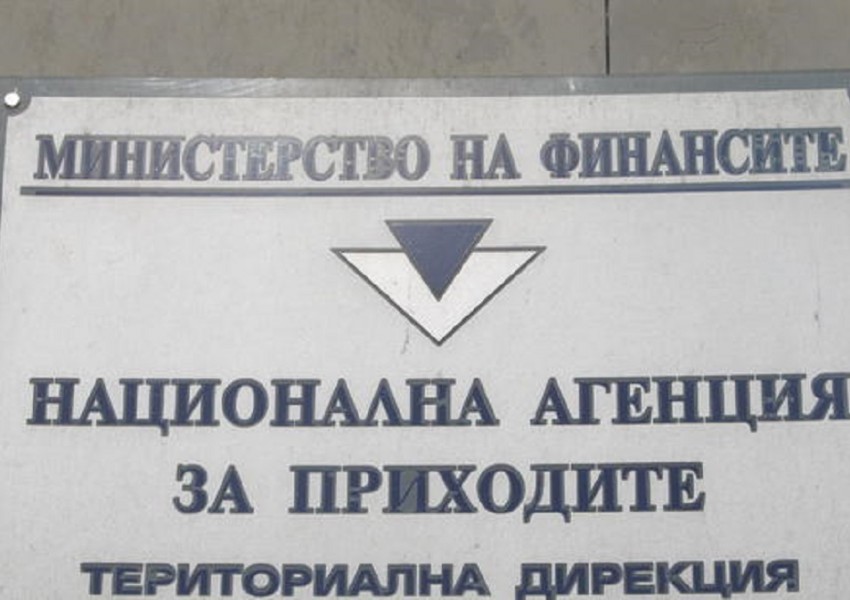 МИНИСТЕРСТВО НА ФИНАНСИТЕ
НАЦИОНАЛНА АГЕНЦИЯ
ЗА ПРИХОДИТЕ
ТЕРИТОРИАЛНА ДИРЕКЦИЯ